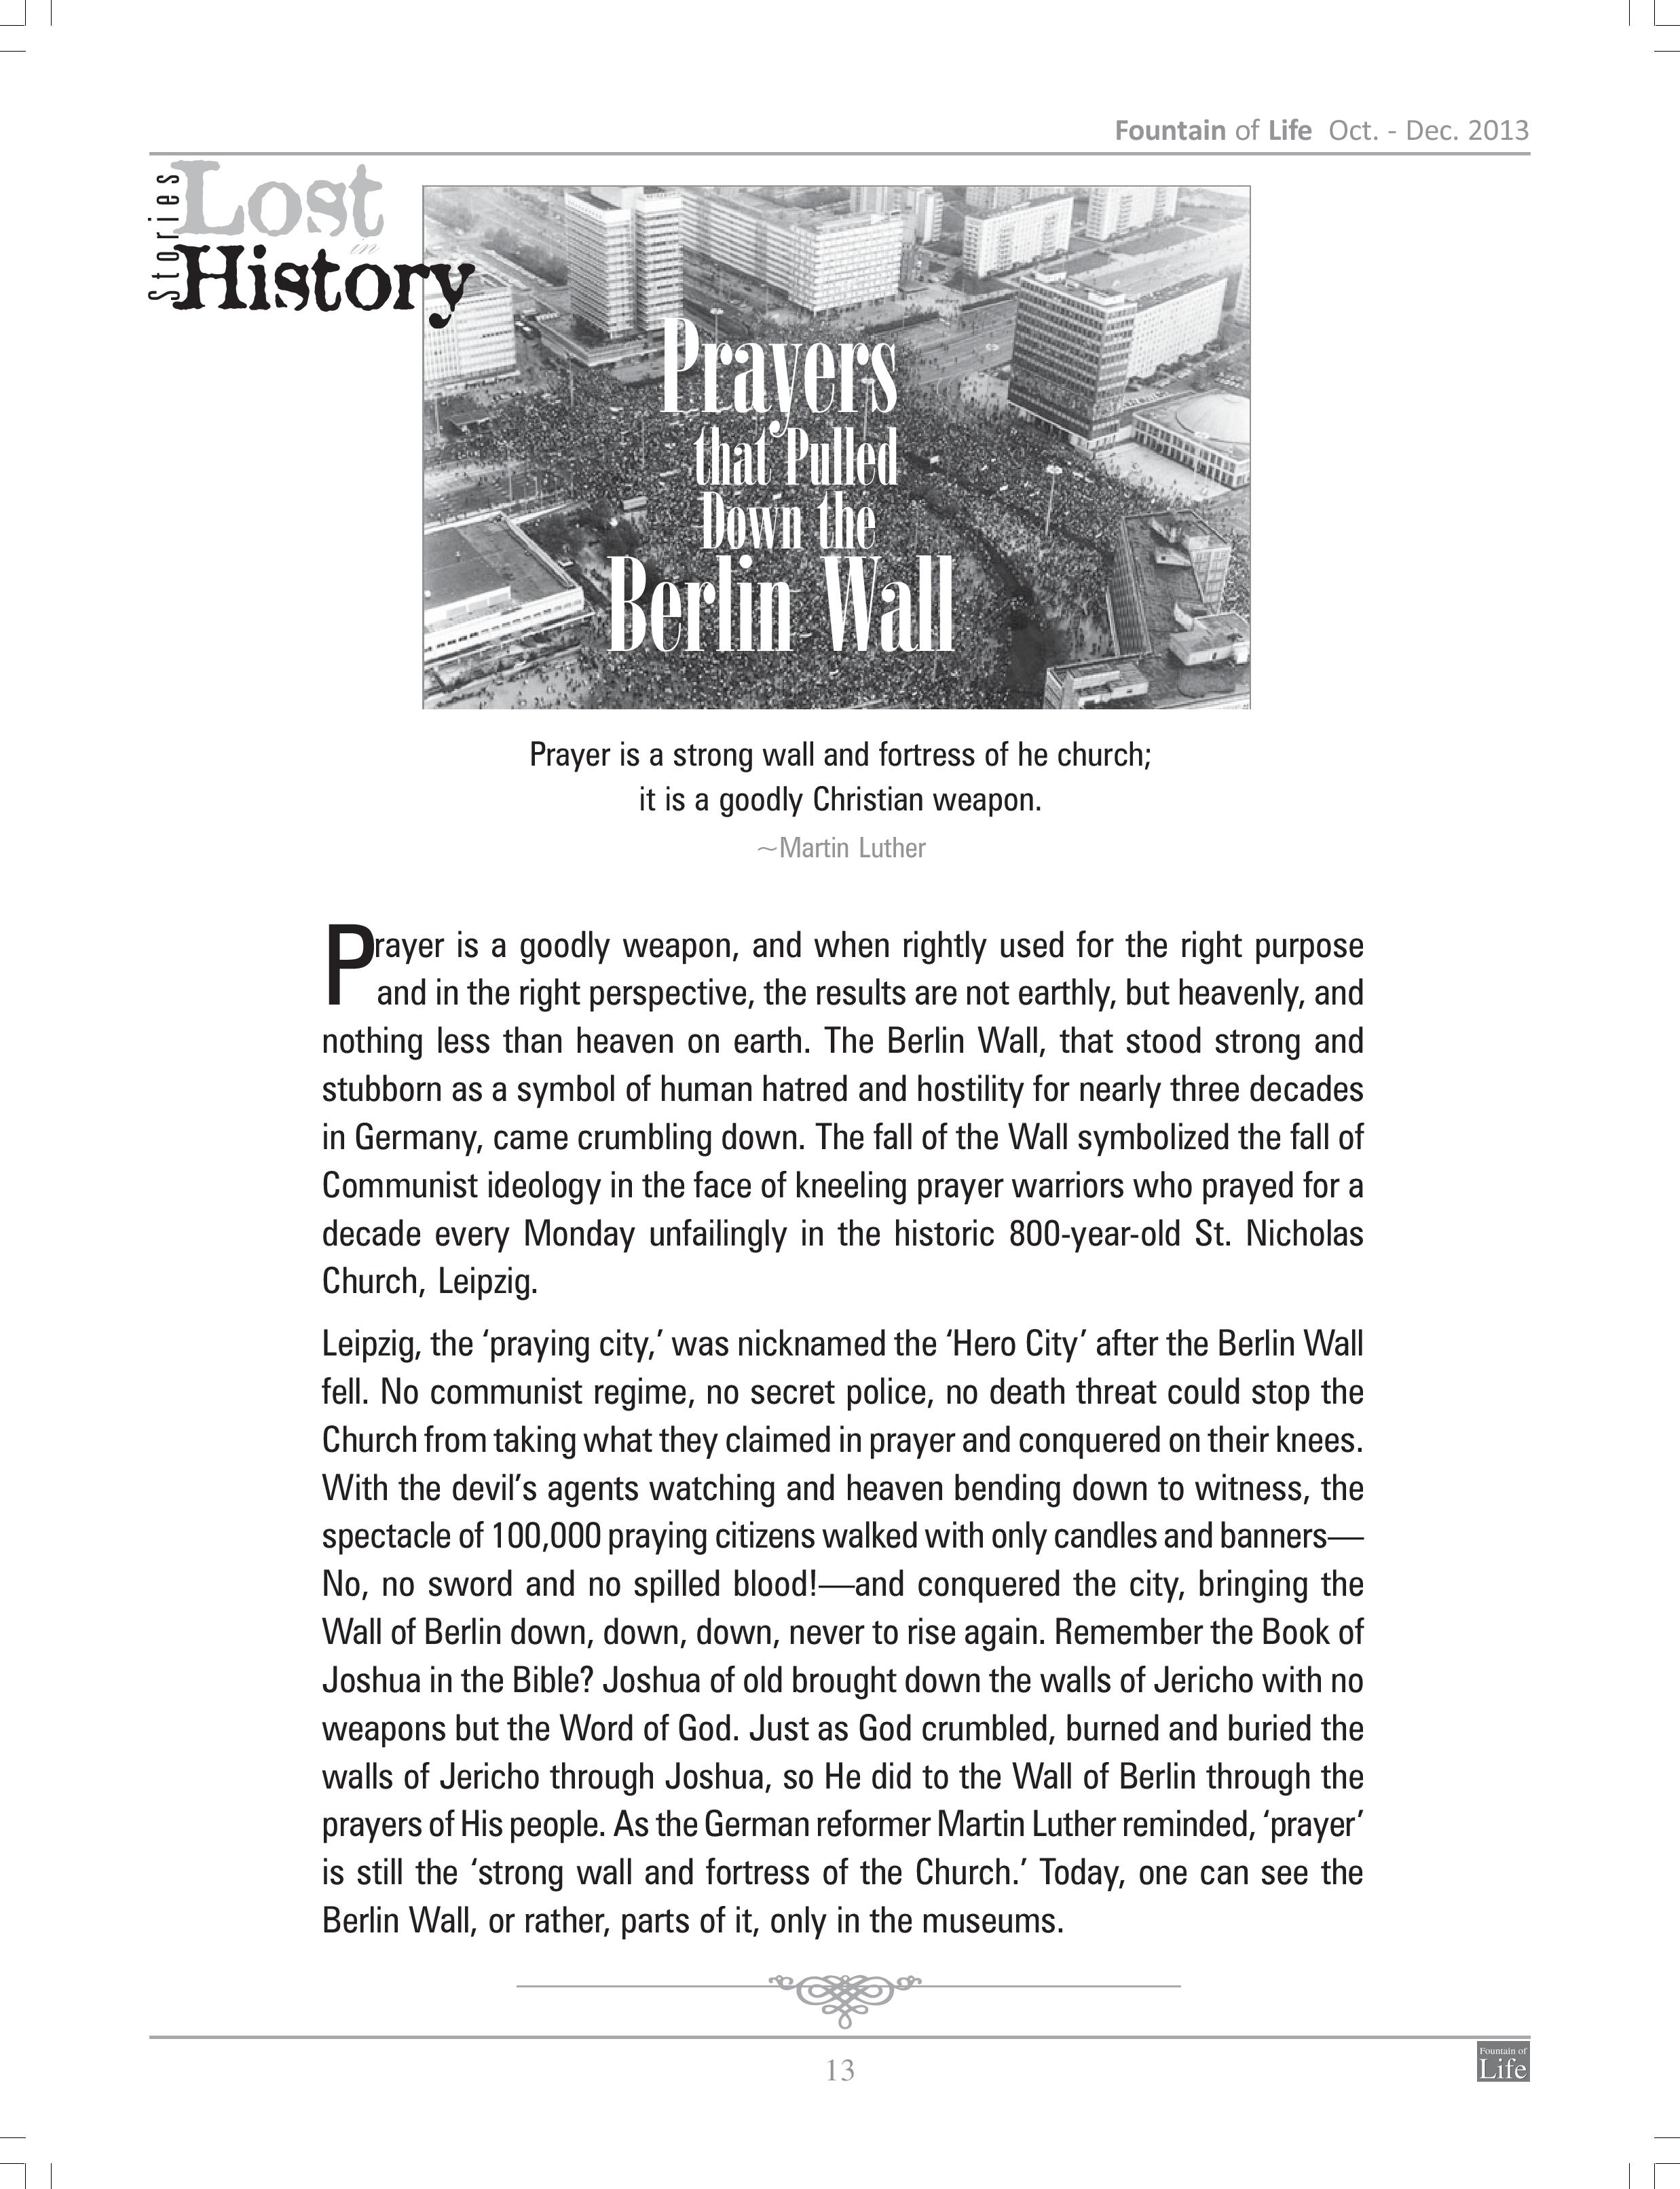 Fountain of Life Oct. - Dec. 2013
Stories
Lost
in
History
Prayers
that Pulled
Down the
Berlin Wall
Prayer is a strong wall and fortress of he church;
it is a goodly Christian weapon.
~Martin Luther
Prayer is a goodly weapon, and when rightly used for the right purpose
and in the right perspective, the results are not earthly, but heavenly, and
nothing less than heaven on earth. The Berlin Wall, that stood strong and
stubborn as a symbol of human hatred and hostility for nearly three decades
in Germany, came crumbling down. The fall of the Wall symbolized the fall of
Communist ideology in the face of kneeling prayer warriors who prayed for a
decade every Monday unfailingly in the historic 800-year-old St. Nicholas
Church, Leipzig.
Leipzig, the ‘praying city,’ was nicknamed the ‘Hero City’ after the Berlin Wall
fell. No communist regime, no secret police, no death threat could stop the
Church from taking what they claimed in prayer and conquered on their knees.
With the devil’s agents watching and heaven bending down to witness, the
spectacle of 100,000 praying citizens walked with only candles and banners—
No, no sword and no spilled blood!—and conquered the city, bringing the
Wall of Berlin down, down, down, never to rise again. Remember the Book of
Joshua in the Bible? Joshua of old brought down the walls of Jericho with no
weapons but the Word of God. Just as God crumbled, burned and buried the
walls of Jericho through Joshua, so He did to the Wall of Berlin through the
prayers of His people. As the German reformer Martin Luther reminded, ‘prayer’
is still the ‘strong wall and fortress of the Church.’ Today, one can see the
Berlin Wall, or rather, parts of it, only in the museums.
13
Fountain of
Life